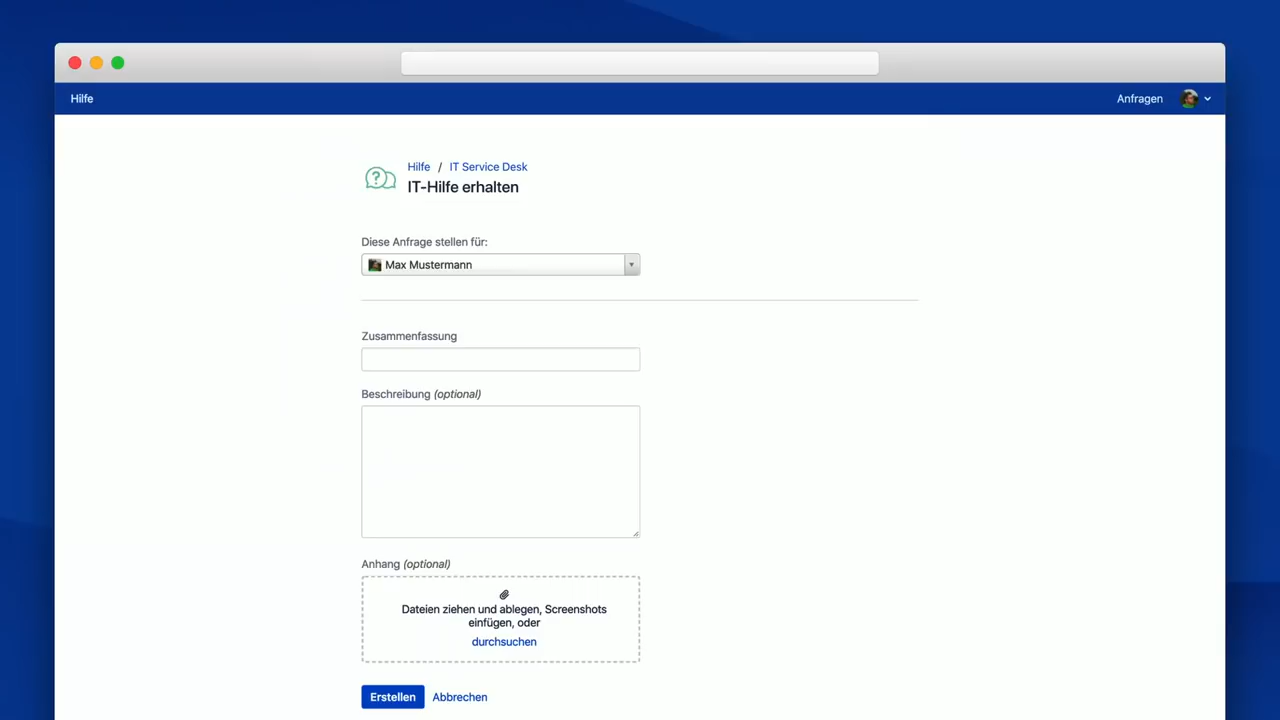 Hilfe
Anfragen
Hilfe / IT Service Desk
IT-Hilfe erhalten
Diese Anfrage stellen für:
Max Mustermann
Zusammenfassung
Beschreibung (optional)
Anhang (optional)
Dateien ziehen und ablegen, Screenshots
einfügen, oder
durchsuchen
Erstellen Abbrechen